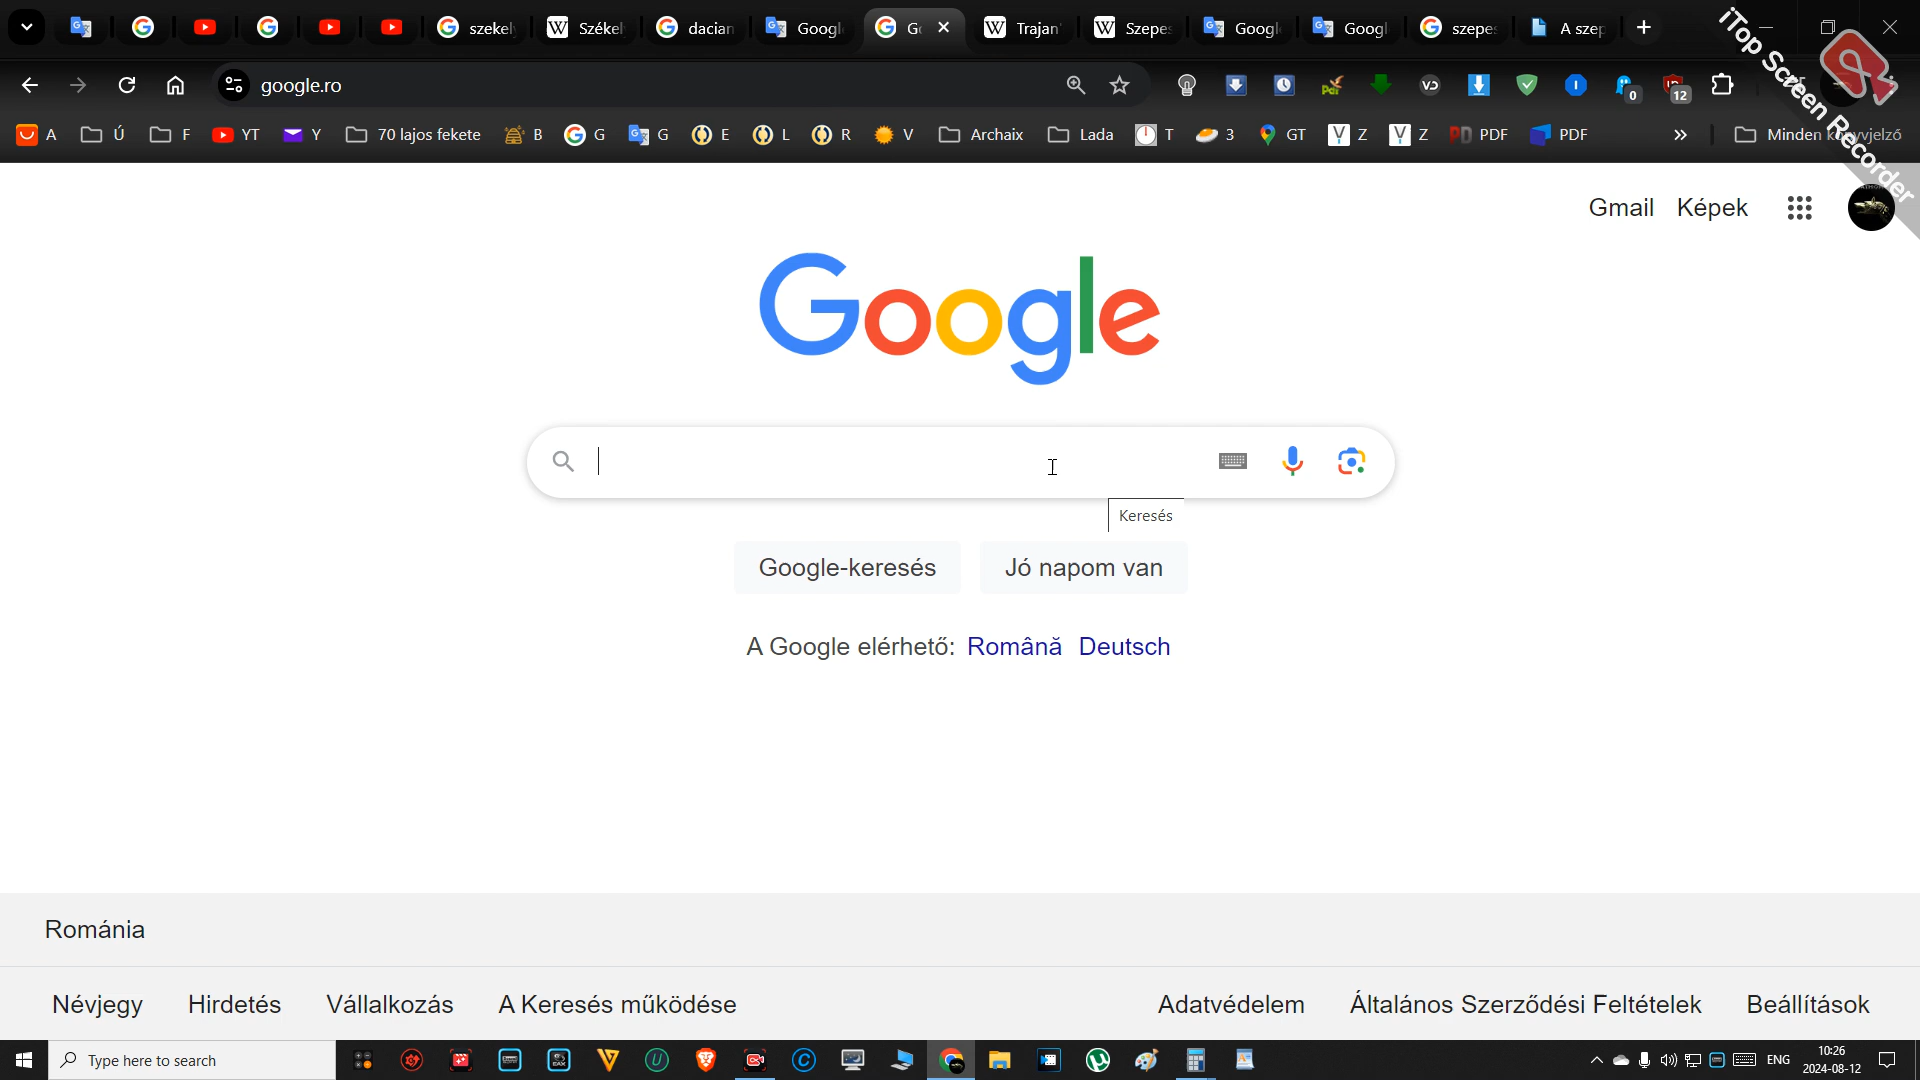 szekel
Székel
dacian
Googl
G
Trajan'
Szepes
Googl
Googl
szepes
A szep
google.ro
0
12
A Ú F YT Y 70 lajos fekete B G G E L R V Archaix Lada T 3 GT Z Z PDF PDF » Minden könyvjelző
iTop Screen Recorder
Gmail Képek
Google
Keresés
Google-keresés Jó napom van
A Google elérhető: Română Deutsch
Románia
Névjegy Hirdetés Vállalkozás A Keresés működése Adatvédelem Általános Szerződési Feltételek Beállítások
Type here to search
ENG
10:26
2024-08-12